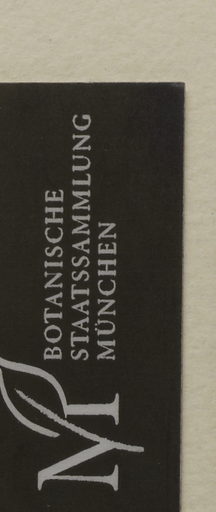 BOTANISCHE
STAATSSAMMLUNG
MÜNCHEN
M